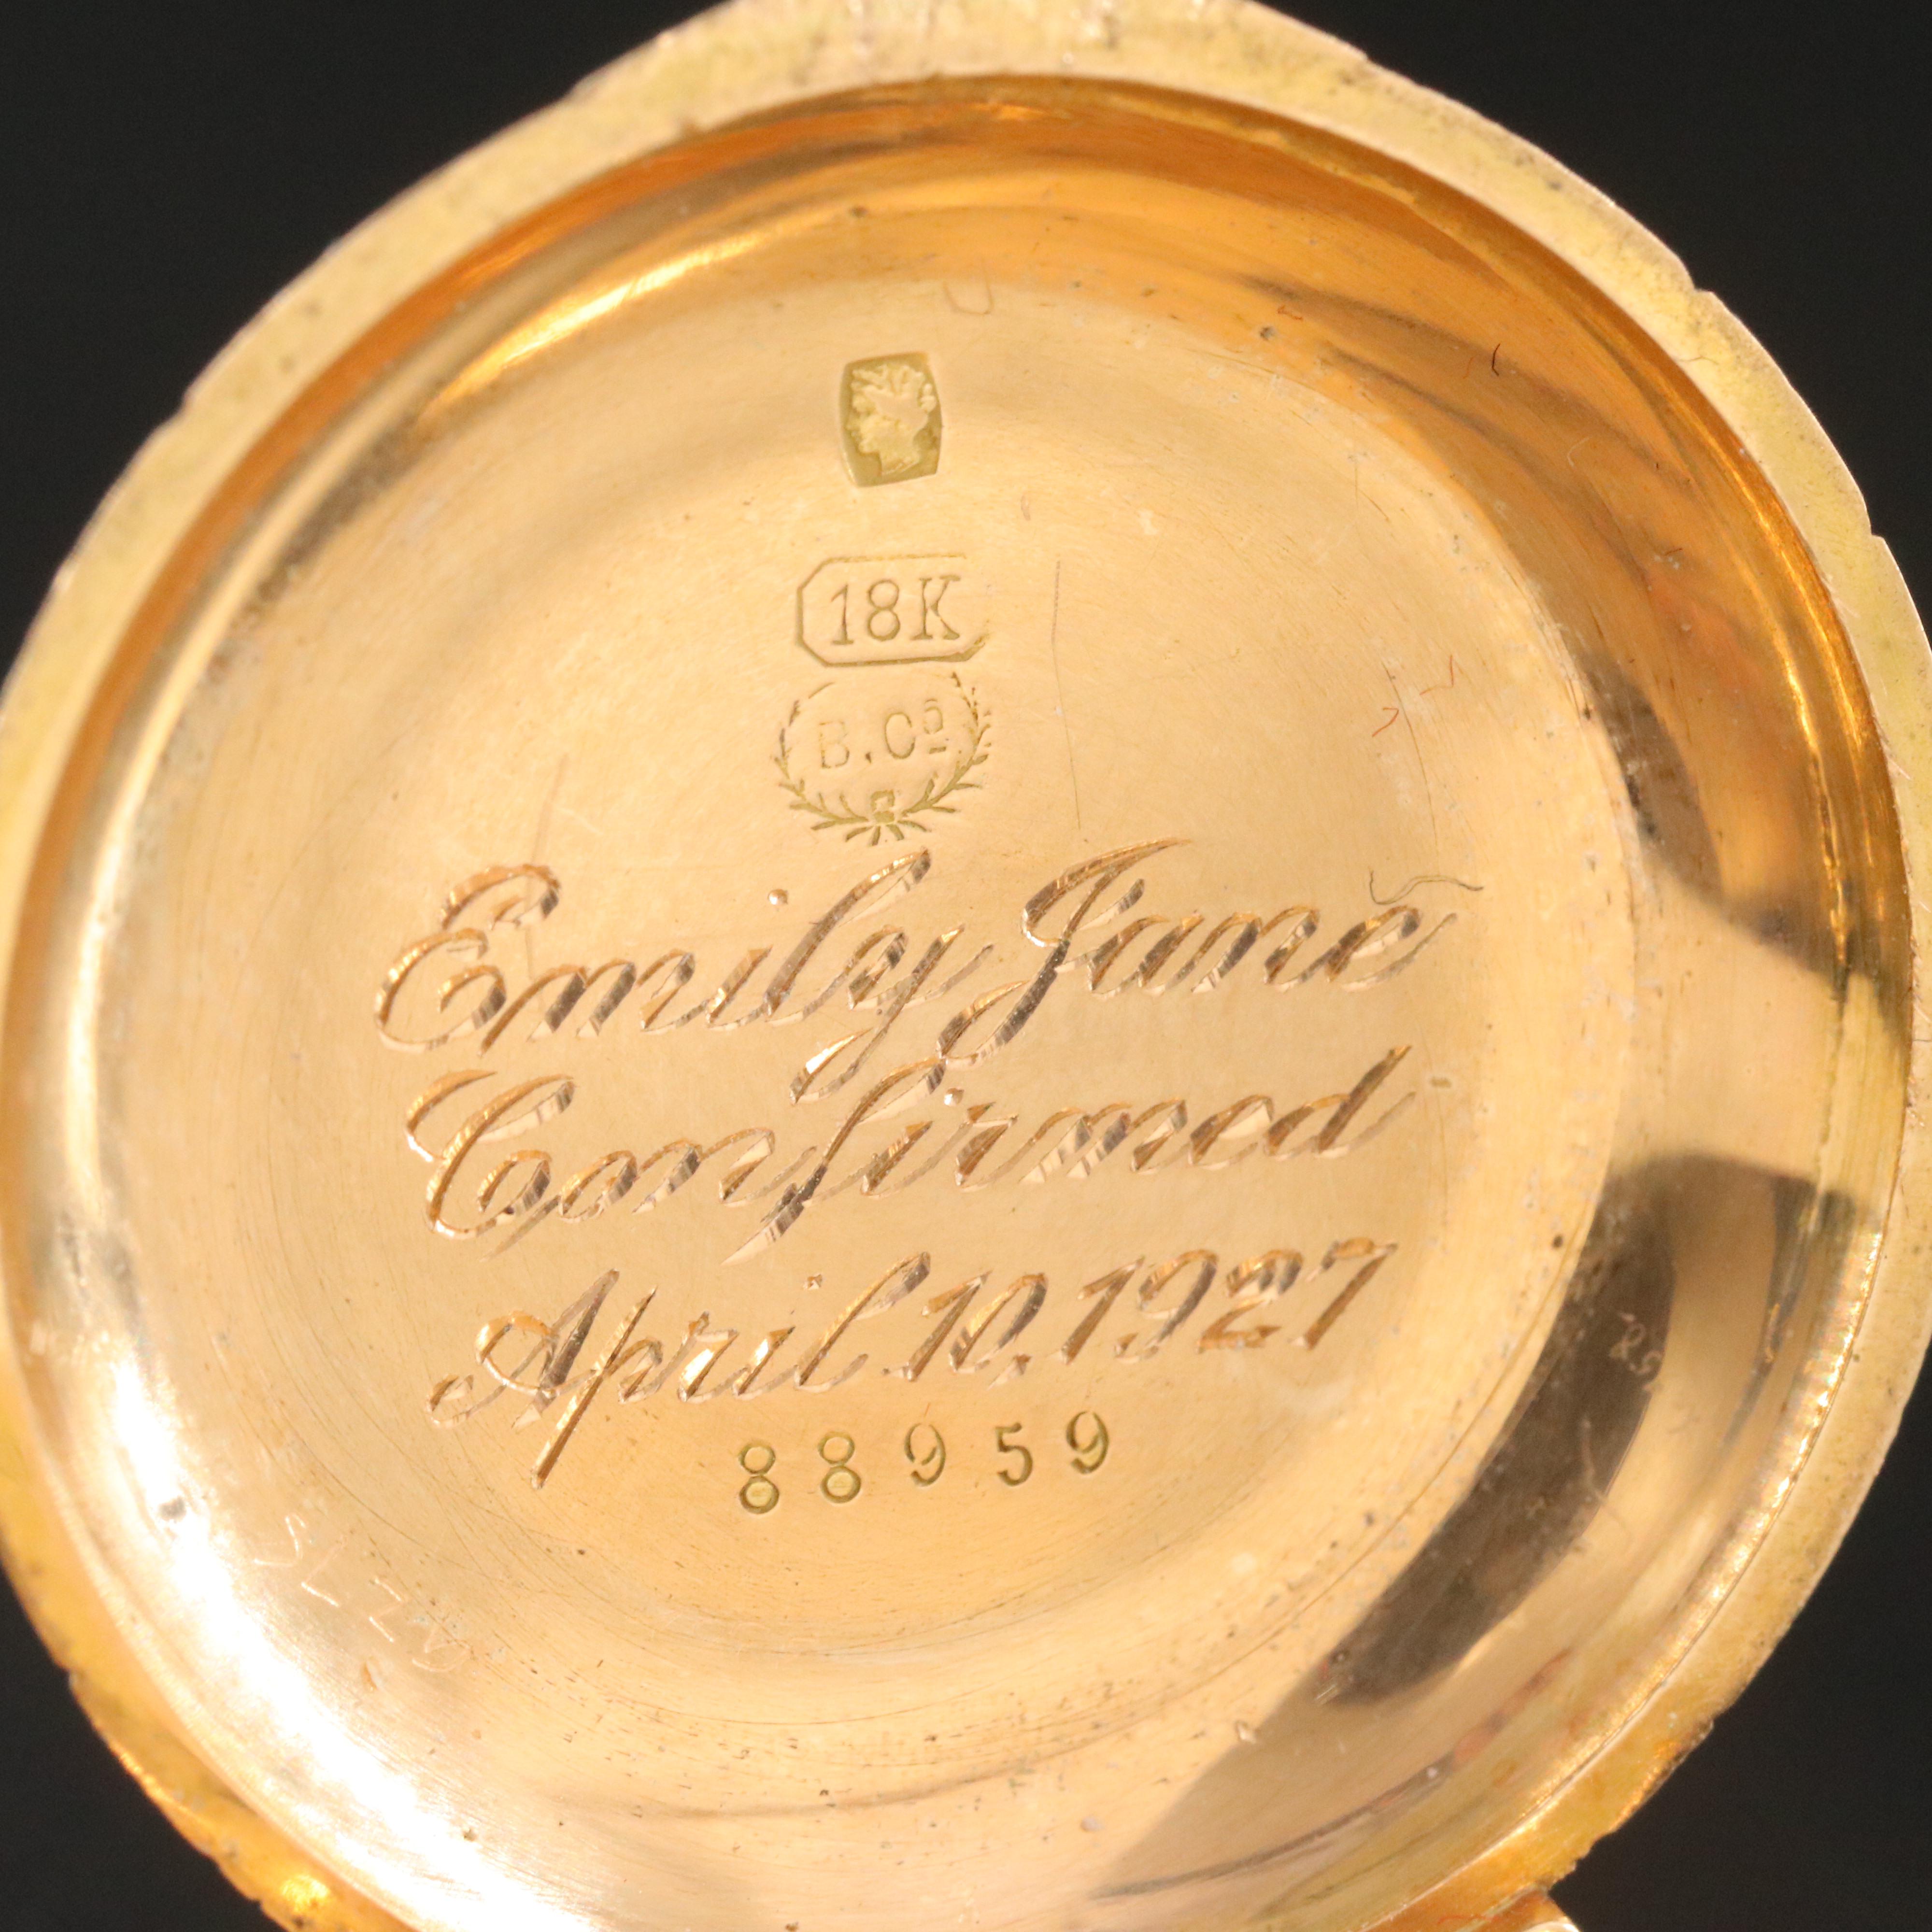 18K
B.Cº
Emily Jane
Confirmed
April 10, 1927
88959